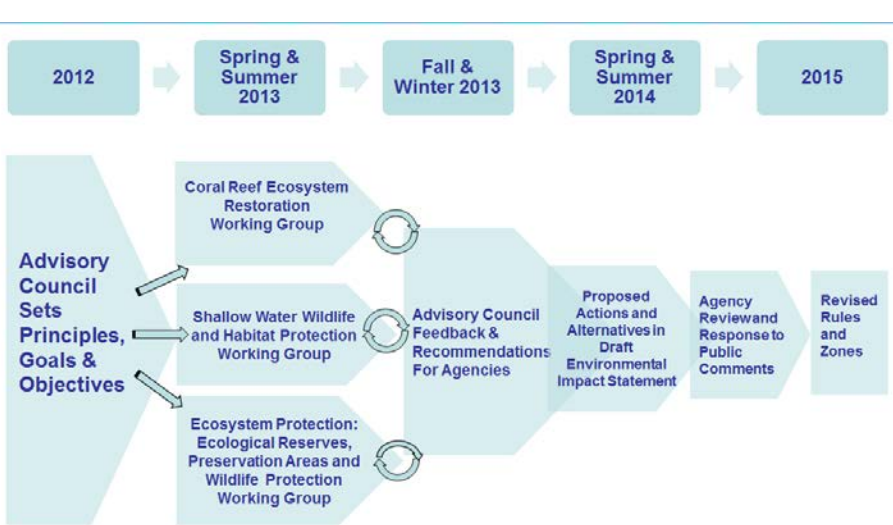 2012
Spring &
Summer
2013
Fall &
Winter 2013
Spring &
Summer
2014
2015
Advisory
Council
Sets
Principles,
Goals &
Objectives
Coral Reef Ecosystem
Restoration
Working Group
Shallow Water Wildlife
and Habitat Protection
Working Group
Ecosystem Protection:
Ecological Reserves,
Preservation Areas and
Wildlife Protection
Working Group
Advisory Council
Feedback &
Recommendations
For Agencies
Proposed
Actions and
Alternatives in
Draft
Environmental
Impact Statement
Agency
Reviewand
Response to
Public
Comments
Revised
Rules
and
Zones